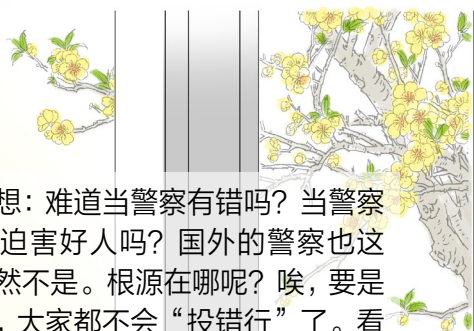 想：难道当警察有错吗？当警察
迫害好人吗？国外的警察也这
然不是。根源在哪呢？唉，要是
，大家都不会“投错行”了。看